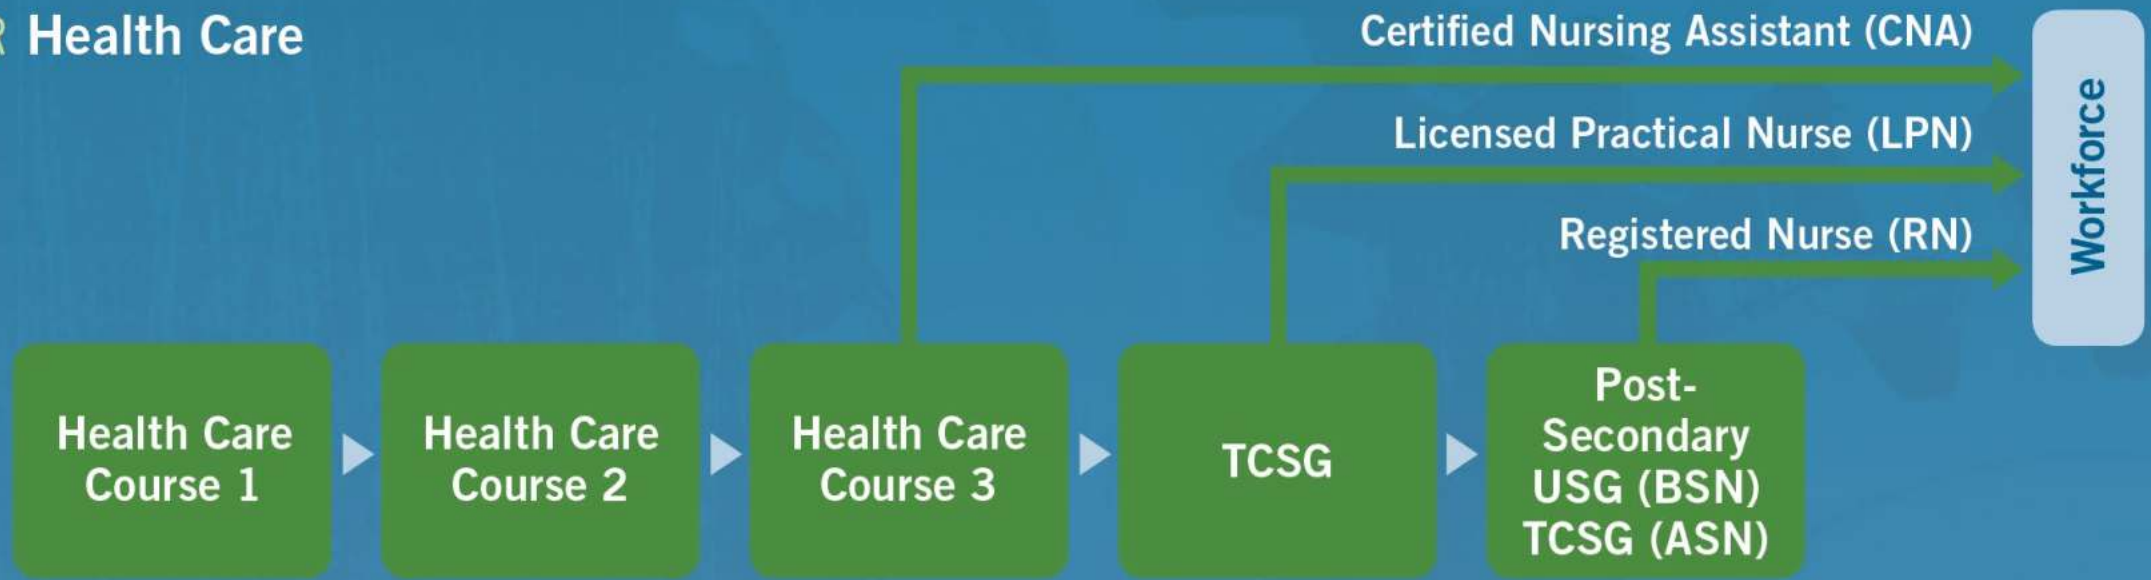 Health Care
Certified Nursing Assistant (CNA)
Licensed Practical Nurse (LPN)
Registered Nurse (RN)
Workforce
Health Care
Course 1
Health Care
Course 2
Health Care
Course 3
TCSG
Post-
Secondary
USG (BSN)
TCSG (ASN)